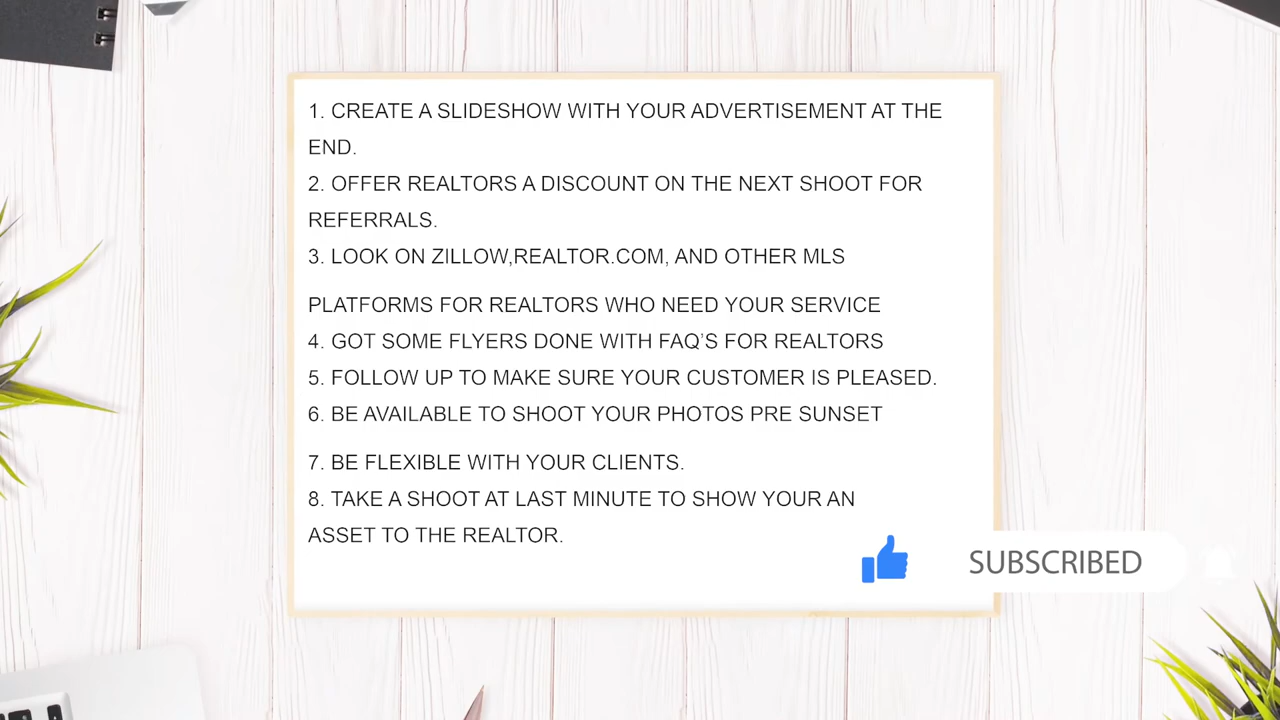 1. CREATE A SLIDESHOW WITH YOUR ADVERTISEMENT AT THE
END.
2. OFFER REALTORS A DISCOUNT ON THE NEXT SHOOT FOR
REFERRALS.
3. LOOK ON ZILLOW,REALTOR.COM, AND OTHER MLS
PLATFORMS FOR REALTORS WHO NEED YOUR SERVICE
4. GOT SOME FLYERS DONE WITH FAQ'S FOR REALTORS
5. FOLLOW UP TO MAKE SURE YOUR CUSTOMER IS PLEASED.
6. BE AVAILABLE TO SHOOT YOUR PHOTOS PRE SUNSET
7. BE FLEXIBLE WITH YOUR CLIENTS.
8. TAKE A SHOOT AT LAST MINUTE TO SHOW YOUR AN
ASSET TO THE REALTOR.
SUBSCRIBED